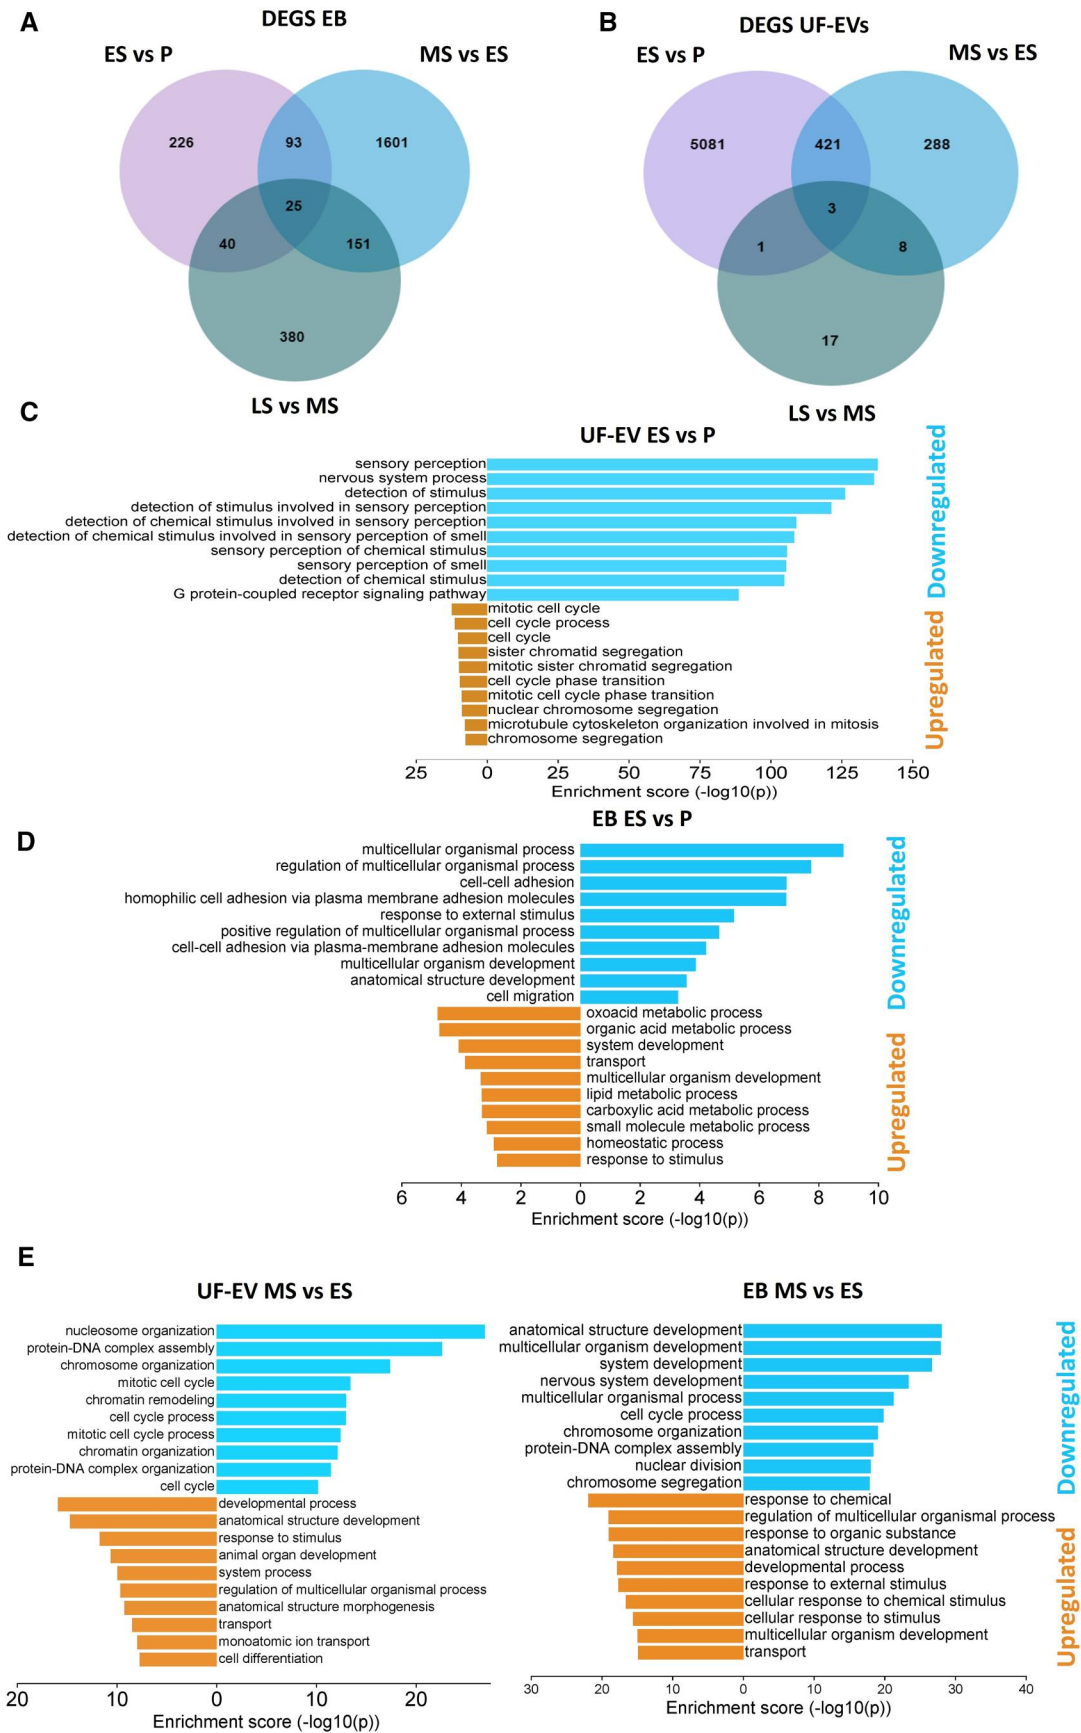 A
DEGS EB
ES vs P
MS vs ES
226
93
1601
25
40
151
380
LS vs MS
B
DEGS UF-EVs
ES vs P
MS vs ES
5081
421
288
3
1
8
17
LS vs MS
C
UF-EV ES vs P
sensory perception
nervous system process
detection of stimulus
detection of stimulus involved in sensory perception
detection of chemical stimulus involved in sensory perception
detection of chemical stimulus involved in sensory perception of smell
sensory perception of chemical stimulus
sensory perception of smell
detection of chemical stimulus
G protein-coupled receptor signaling pathway
mitotic cell cycle
cell cycle process
cell cycle
sister chromatid segregation
mitotic sister chromatid segregation
cell cycle phase transition
mitotic cell cycle phase transition
nuclear chromosome segregation
microtubule cytoskeleton organization involved in mitosis
chromosome segregation
Downregulated
Upregulated
25 0 25 50 75 100 125 150
Enrichment score (-log10(p))
D
EB ES vs P
multicellular organismal process
regulation of multicellular organismal process
cell-cell adhesion
homophilic cell adhesion via plasma membrane adhesion molecules
response to external stimulus
positive regulation of multicellular organismal process
cell-cell adhesion via plasma-membrane adhesion molecules
multicellular organism development
anatomical structure development
cell migration
oxoacid metabolic process
organic acid metabolic process
system development
transport
multicellular organism development
lipid metabolic process
carboxylic acid metabolic process
small molecule metabolic process
homeostatic process
response to stimulus
Downregulated
Upregulated
6 4 2 0 2 4 6 8 10
Enrichment score (-log10(p))
E
UF-EV MS vs ES
nucleosome organization
protein-DNA complex assembly
chromosome organization
mitotic cell cycle
chromatin remodeling
cell cycle process
mitotic cell cycle process
chromatin organization
protein-DNA complex organization
cell cycle
developmental process
anatomical structure development
response to stimulus
animal organ development
system process
regulation of multicellular organismal process
anatomical structure morphogenesis
transport
monoatomic ion transport
cell differentiation
20 10 0 10 20
Enrichment score (-log10(p))
EB MS vs ES
anatomical structure development
multicellular organism development
system development
nervous system development
multicellular organismal process
cell cycle process
chromosome organization
protein-DNA complex assembly
nuclear division
chromosome segregation
response to chemical
regulation of multicellular organismal process
response to organic substance
anatomical structure development
developmental process
response to external stimulus
cellular response to chemical stimulus
cellular response to stimulus
multicellular organism development
transport
Downregulated
Upregulated
30 20 10 0 10 20 30 40
Enrichment score (-log10(p))